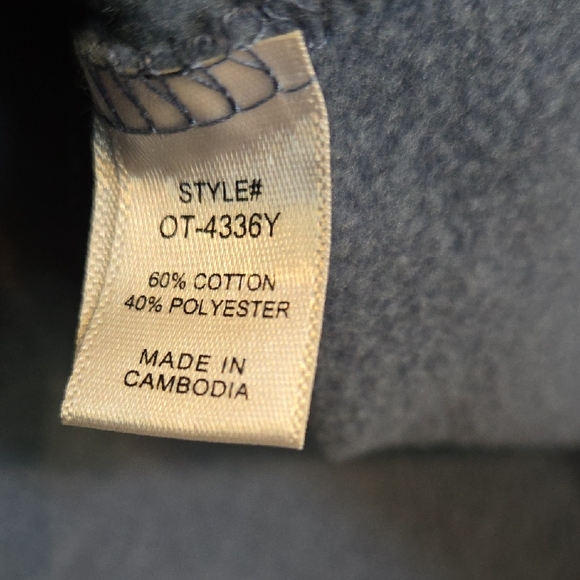 STYLE#
OT-4336Y
60% COTTON
40% POLYESTER
MADE IN
CAMBODIA